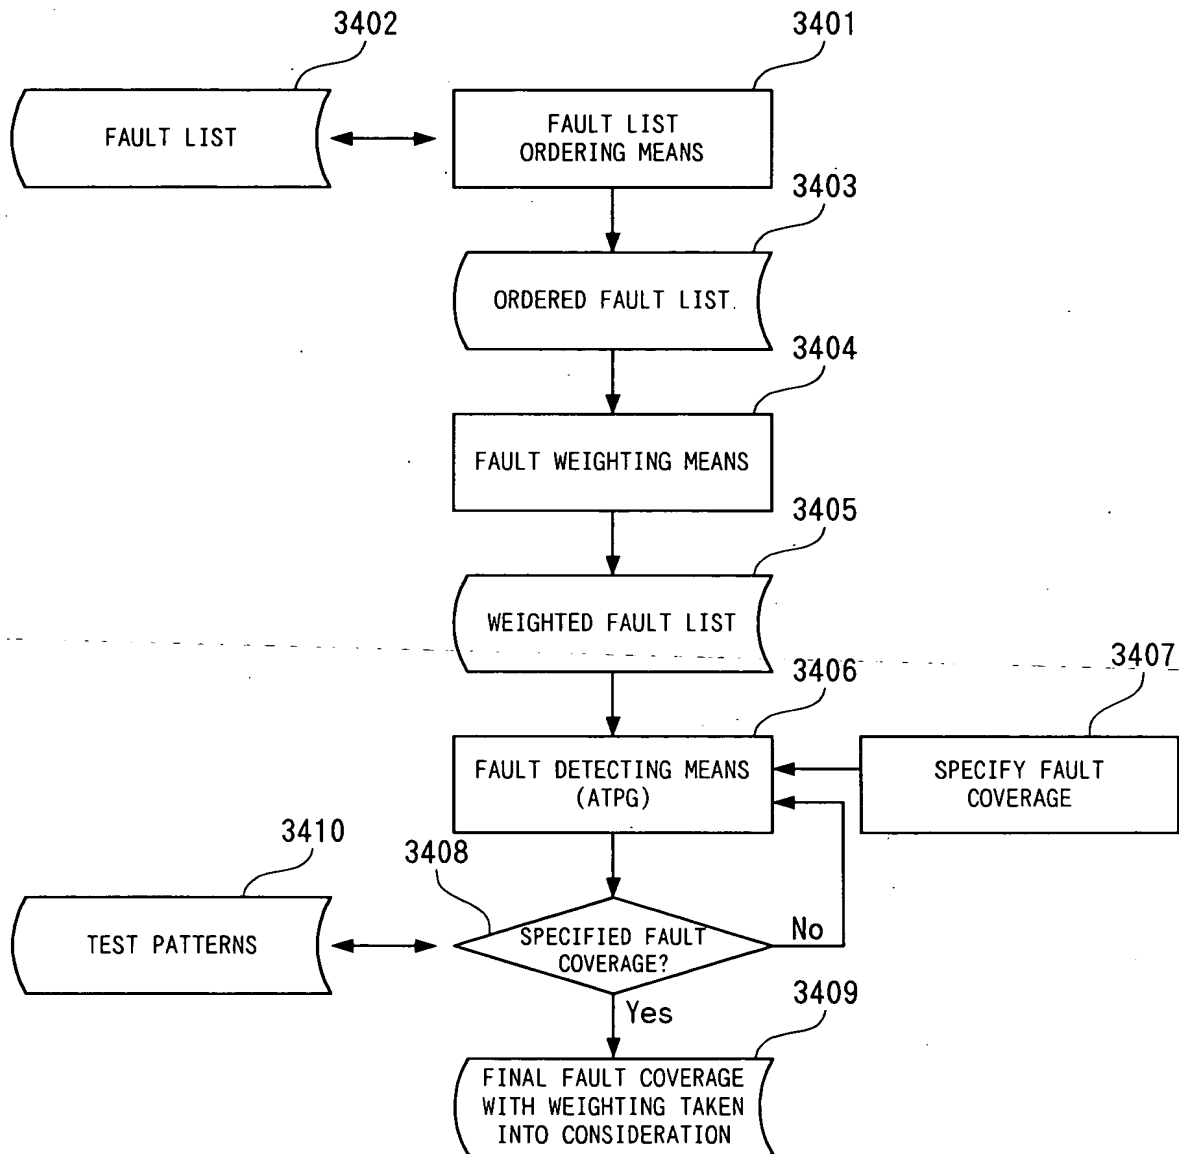 3402
3401
FAULT LIST
FAULT LIST
ORDERING MEANS
3403
ORDERED FAULT LIST
3404
FAULT WEIGHTING MEANS
3405
WEIGHTED FAULT LIST
3406
3407
FAULT DETECTING MEANS
(ATPG)
SPECIFY FAULT
COVERAGE
3410
3408
TEST PATTERNS
SPECIFIED FAULT
COVERAGE?
No
Yes
3409
FINAL FAULT COVERAGE
WITH WEIGHTING TAKEN
INTO CONSIDERATION